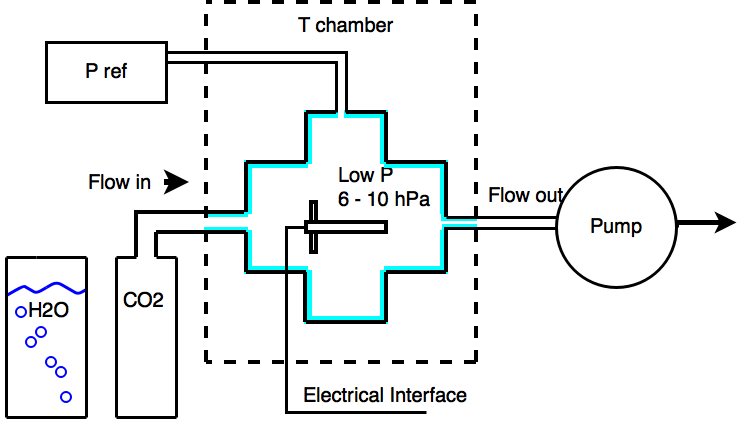 T chamber
P ref
Flow in
Low P
6 - 10 hPa
Flow out
Pump
H2O
CO2
Electrical Interface